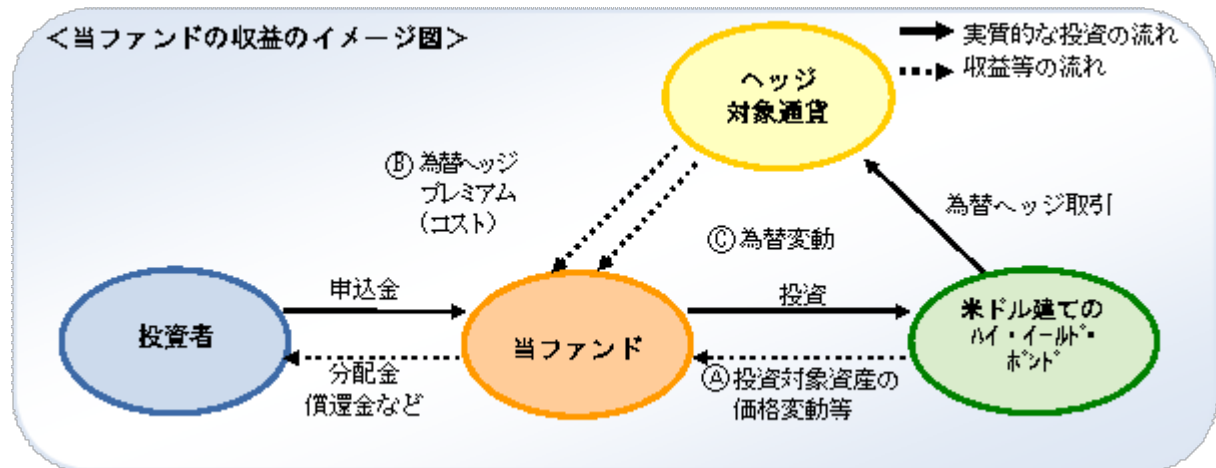 ＜当ファンドの収益のイメージ図＞
実質的な投資の流れ
収益等の流れ
ヘッジ
対象通貨
Ⓑ為替ヘッジ
プレミアム
(コスト)
為替ヘッジ取引
Ⓒ為替変動
申込金
投資
投資者
当ファンド
米ドル建ての
ﾊｲ・ｲｰﾙﾄﾞ・
ﾎﾞﾝﾄﾞ
分配金
償還金など
Ⓐ投資対象資産の
価格変動等